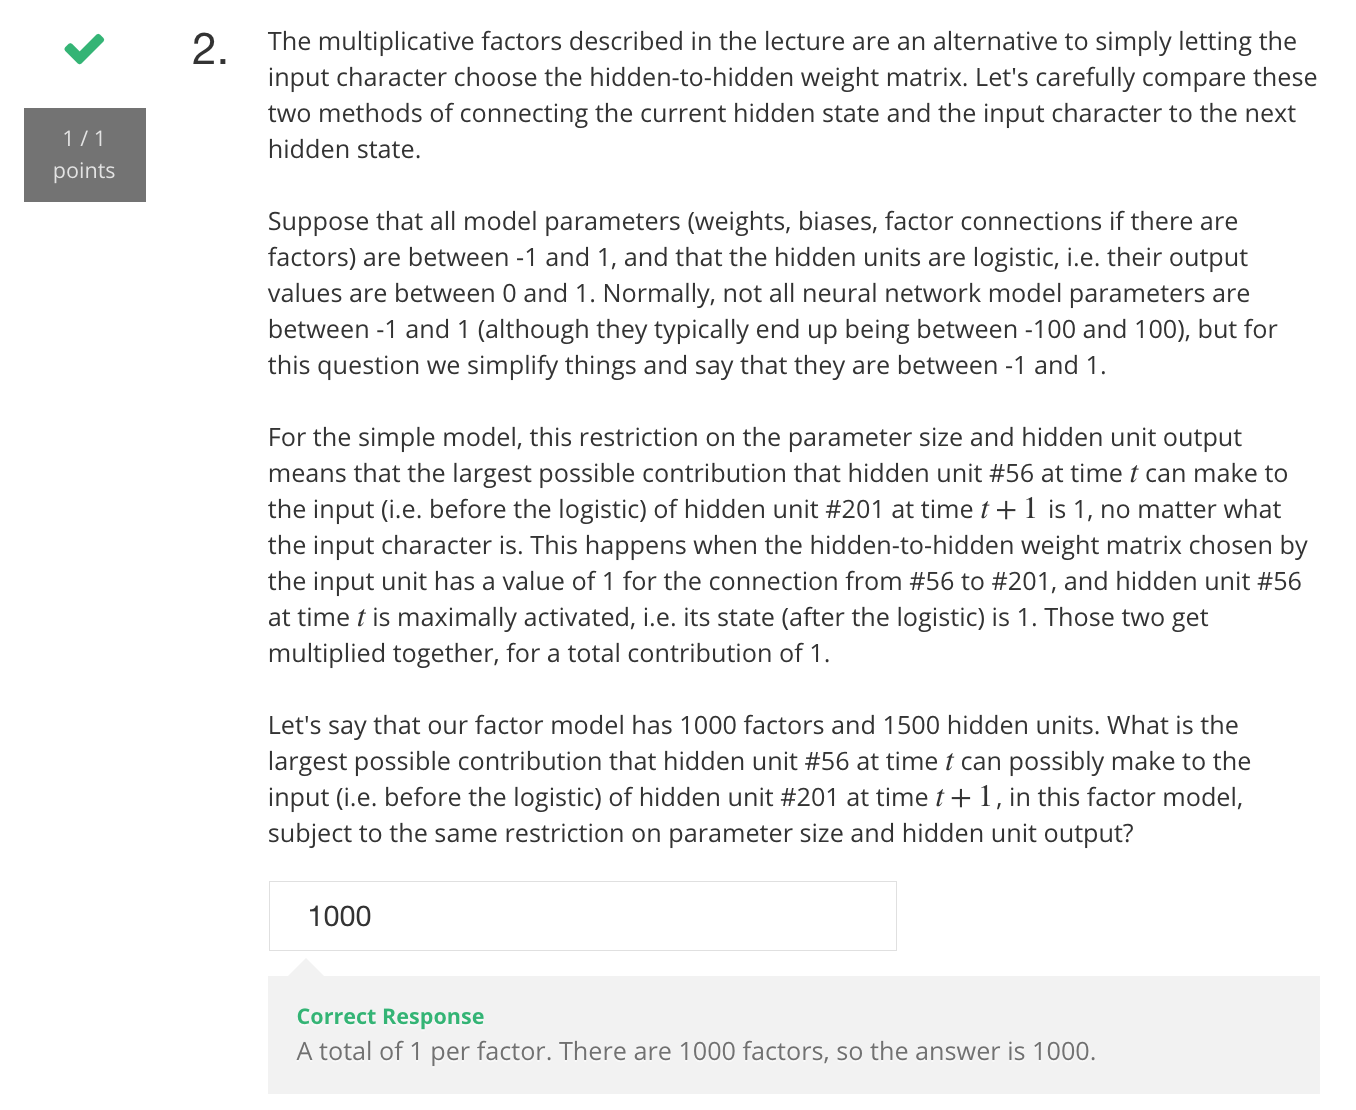 2. The multiplicative factors described in the lecture are an alternative to simply letting the
input character choose the hidden-to-hidden weight matrix. Let's carefully compare these
1 / 1
points
two methods of connecting the current hidden state and the input character to the next
hidden state.
Suppose that all model parameters (weights, biases, factor connections if there are
factors) are between -1 and 1, and that the hidden units are logistic, i.e. their output
values are between 0 and 1. Normally, not all neural network model parameters are
between -1 and 1 (although they typically end up being between -100 and 100), but for
this question we simplify things and say that they are between -1 and 1.
For the simple model, this restriction on the parameter size and hidden unit output
means that the largest possible contribution that hidden unit #56 at time t can make to
the input (i.e. before the logistic) of hidden unit #201 at time t + 1 is 1, no matter what
the input character is. This happens when the hidden-to-hidden weight matrix chosen by
the input unit has a value of 1 for the connection from #56 to #201, and hidden unit #56
at time t is maximally activated, i.e. its state (after the logistic) is 1. Those two get
multiplied together, for a total contribution of 1.
Let's say that our factor model has 1000 factors and 1500 hidden units. What is the
largest possible contribution that hidden unit #56 at time t can possibly make to the
input (i.e. before the logistic) of hidden unit #201 at time t + 1, in this factor model,
subject to the same restriction on parameter size and hidden unit output?
1000
Correct Response
A total of 1 per factor. There are 1000 factors, so the answer is 1000.